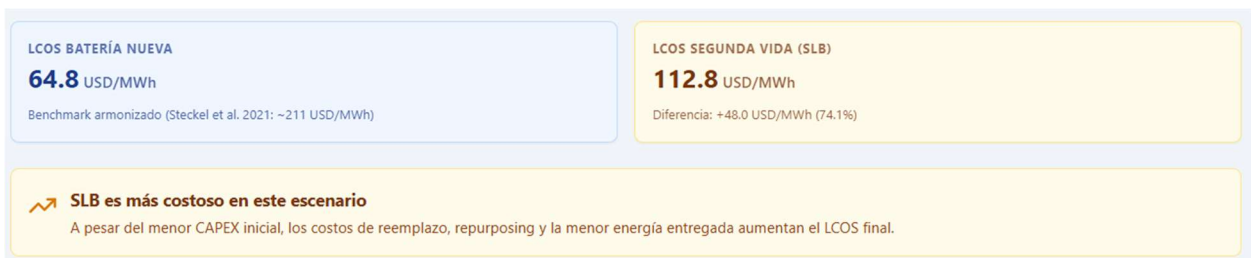 LCOS BATERÍA NUEVA
64.8 USD/MWh
Benchmark armonizado (Steckel et al. 2021: ~211 USD/MWh)
LCOS SEGUNDA VIDA (SLB)
112.8 USD/MWh
Diferencia: +48.0 USD/MWh (74.1%)
SLB es más costoso en este escenario
A pesar del menor CAPEX inicial, los costos de reemplazo, repurposing y la menor energía entregada aumentan el LCOS final.